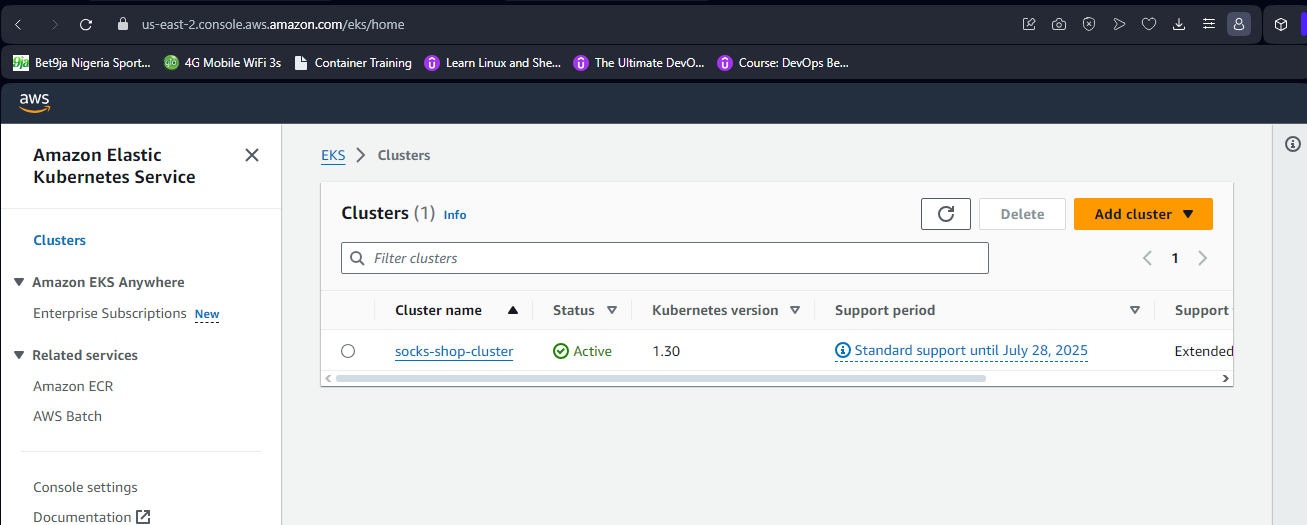 us-east-2.console.aws.amazon.com/eks/home
9ja Bet9ja Nigeria Sport... 4G Mobile WiFi 3s Container Training Learn Linux and She... The Ultimate DevO... Course: DevOps Be...
aws
Amazon Elastic
Kubernetes Service
Clusters
Amazon EKS Anywhere
Enterprise Subscriptions New
Related services
Amazon ECR
AWS Batch
Console settings
Documentation
EKS Clusters
Clusters (1) Info Delete Add cluster
Filter clusters 1
Cluster name Status Kubernetes version Support period Support
socks-shop-cluster Active 1.30 Standard support until July 28, 2025 Extended